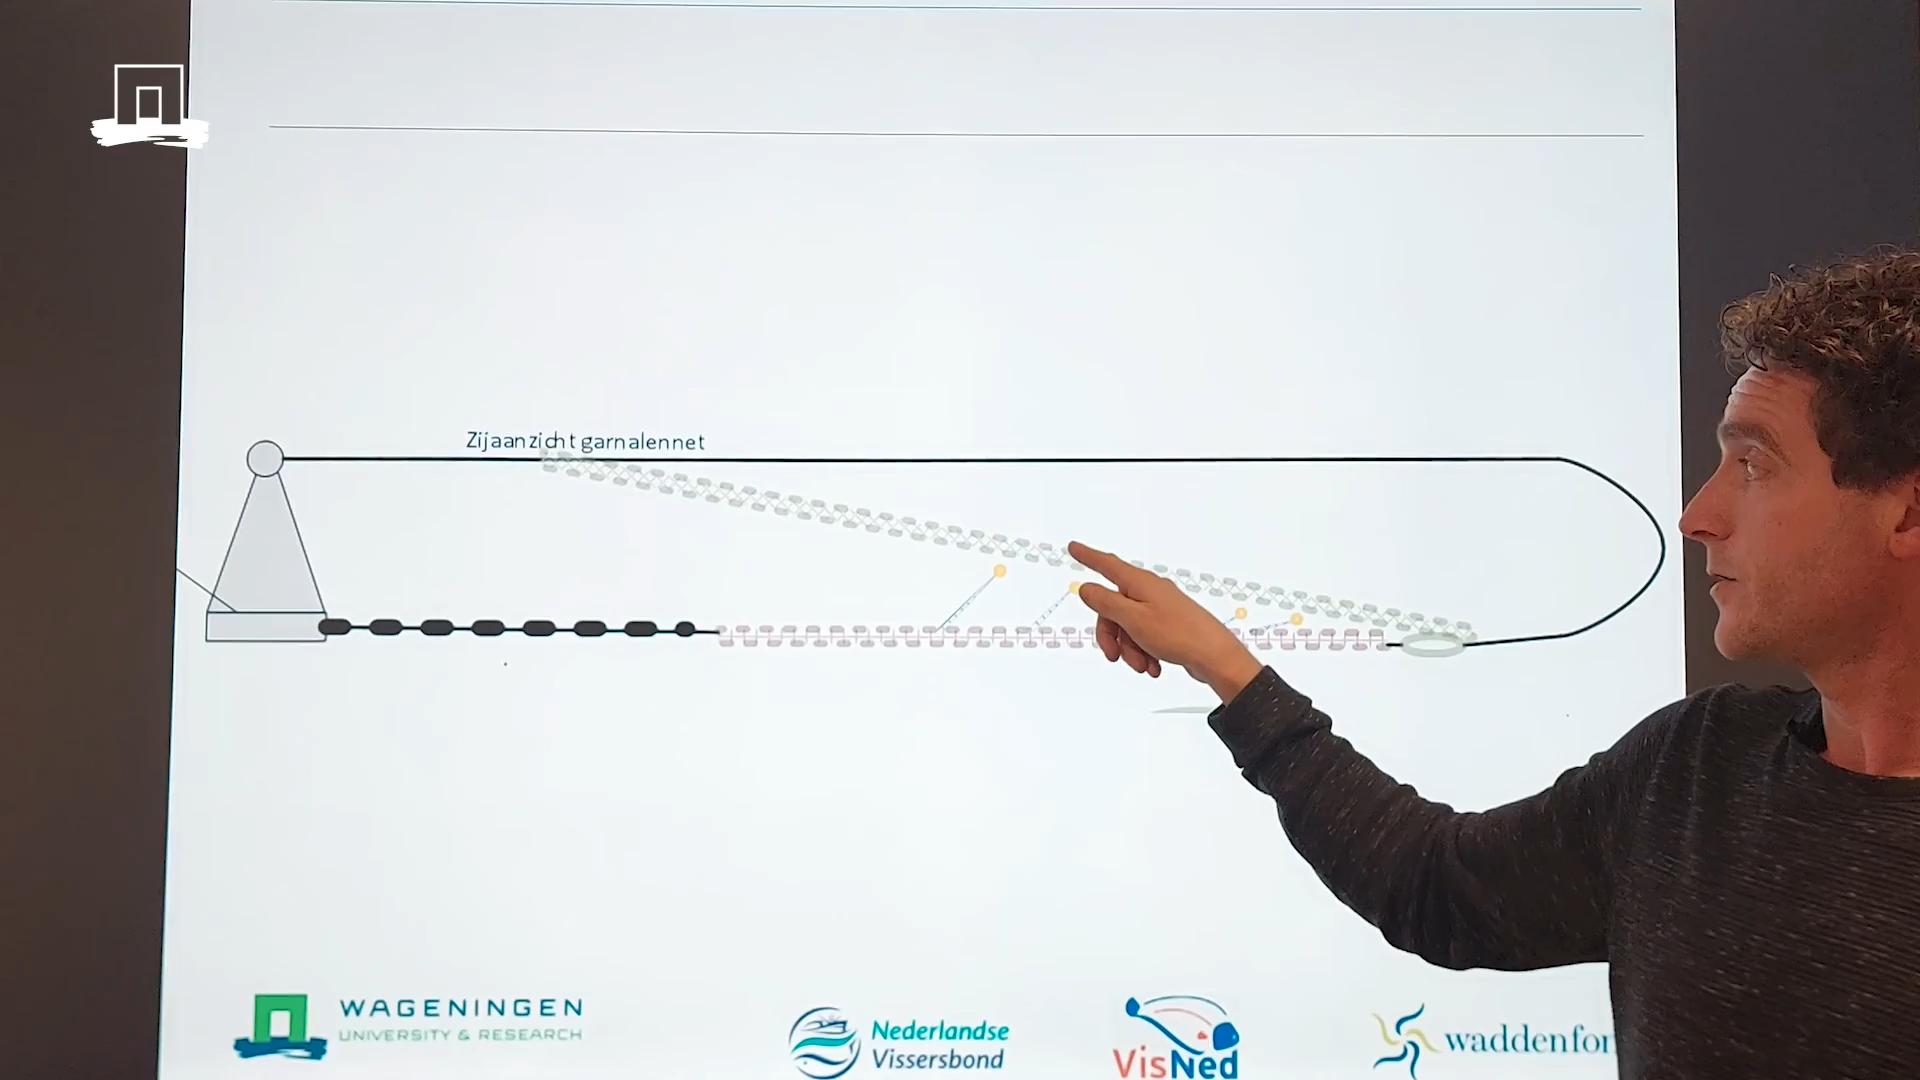 Zijaanzicht garnalennet
WAGENINGEN
UNIVERSITY & RESEARCH
Nederlandse
Vissersbond
VisNed
waddenfon